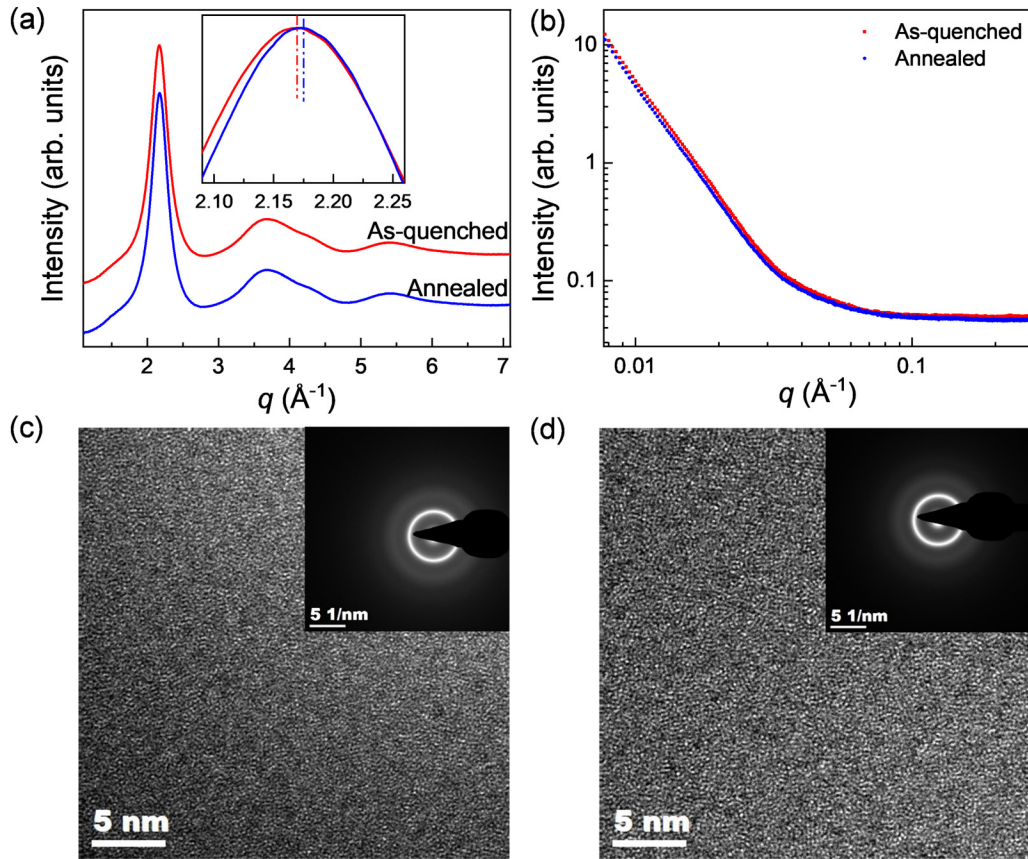 (a)
Intensity (arb. units)
2.10 2.15 2.20 2.25
As-quenched
Annealed
2 3 4 5 6 7
q (Å⁻¹)
(b)
Intensity (arb. units)
10
1
0.1
As-quenched
Annealed
0.01 0.1
q (Å⁻¹)
(c)
5 1/nm
5 nm
(d)
5 1/nm
5 nm